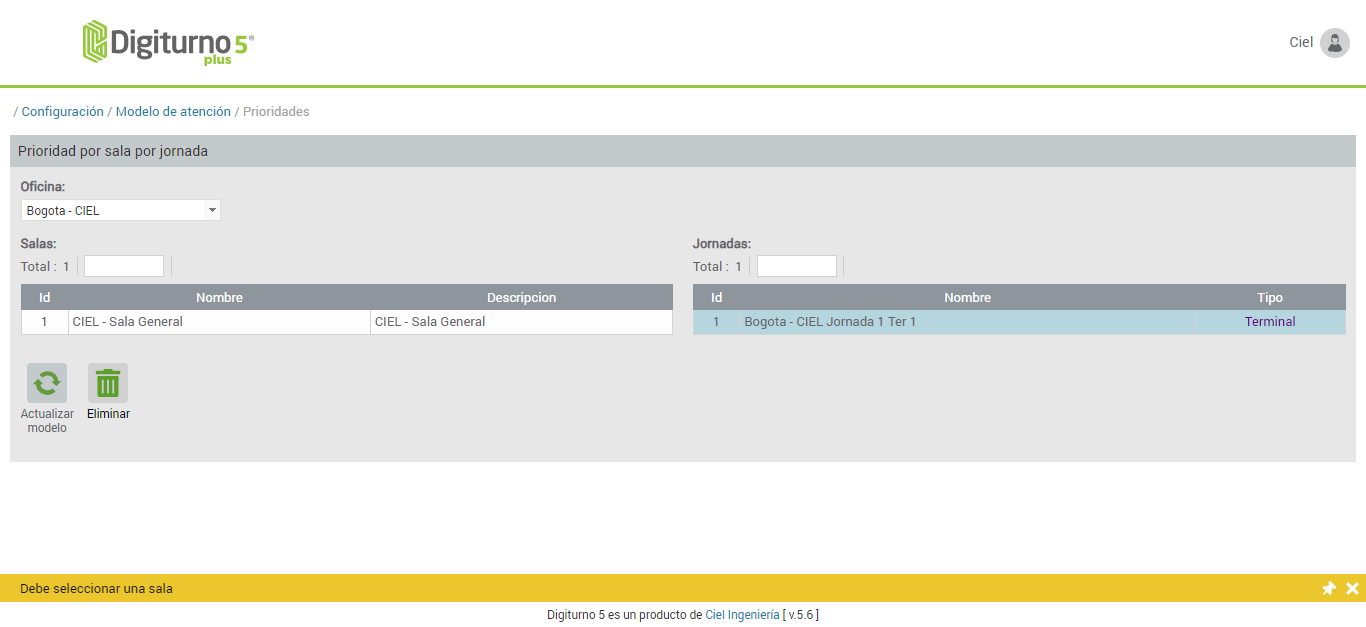 Digiturno 5®
plus
Ciel
/ Configuración / Modelo de atención / Prioridades
Prioridad por sala por jornada
Oficina:
Bogota - CIEL
Salas:
Total : 1
Id Nombre Descripcion
1 CIEL - Sala General CIEL - Sala General
Jornadas:
Total : 1
Id Nombre Tipo
1 Bogota - CIEL Jornada 1 Ter 1 Terminal
Actualizar
modelo
Eliminar
Debe seleccionar una sala
Digiturno 5 es un producto de Ciel Ingeniería [ v.5.6 ]